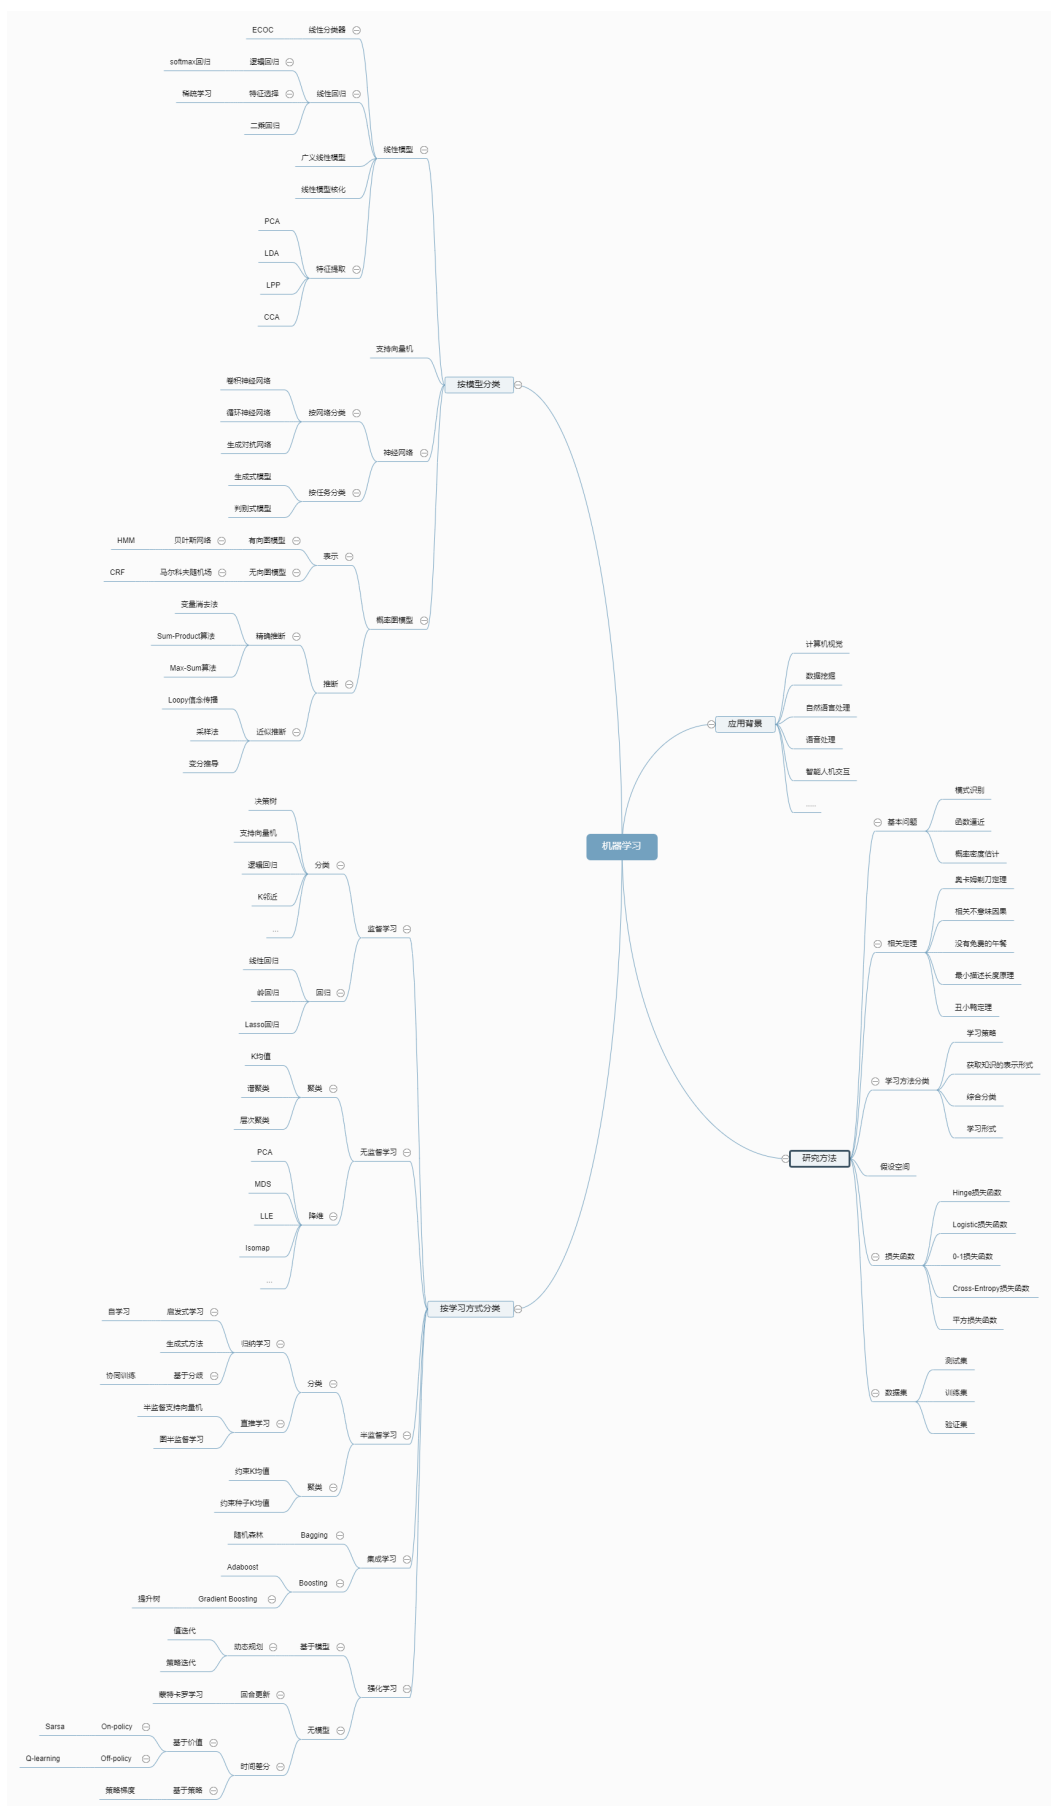 机器学习
按模型分类
线性模型
线性分类器
ECOC
线性回归
逻辑回归
softmax回归
特征选择
稀疏学习
二乘回归
广义线性模型
线性模型核化
特征提取
PCA
LDA
LPP
CCA
支持向量机
神经网络
按网络分类
卷积神经网络
循环神经网络
生成对抗网络
按任务分类
生成式模型
判别式模型
概率图模型
表示
有向图模型
贝叶斯网络
HMM
无向图模型
马尔科夫随机场
CRF
推断
精确推断
变量消去法
Sum-Product算法
Max-Sum算法
近似推断
Loopy信念传播
采样法
变分推导
按学习方式分类
监督学习
分类
决策树
支持向量机
逻辑回归
K邻近
...
回归
线性回归
岭回归
Lasso回归
无监督学习
聚类
K均值
谱聚类
层次聚类
降维
PCA
MDS
LLE
Isomap
...
半监督学习
分类
归纳学习
启发式学习
自学习
生成式方法
基于分歧
协同训练
直推学习
半监督支持向量机
图半监督学习
聚类
约束K均值
约束种子K均值
集成学习
Bagging
随机森林
Boosting
Adaboost
Gradient Boosting
提升树
强化学习
基于模型
动态规划
值迭代
策略迭代
无模型
回合更新
蒙特卡罗学习
时间差分
基于价值
On-policy
Sarsa
Off-policy
Q-learning
基于策略
策略梯度
应用背景
计算机视觉
数据挖掘
自然语言处理
语音处理
智能人机交互
......
研究方法
基本问题
模式识别
函数逼近
概率密度估计
相关定理
奥卡姆剃刀定理
相关不意味因果
没有免费的午餐
最小描述长度原理
丑小鸭定理
学习方法分类
学习策略
获取知识的表示形式
综合分类
学习形式
假设空间
损失函数
Hinge损失函数
Logistic损失函数
0-1损失函数
Cross-Entropy损失函数
平方损失函数
数据集
测试集
训练集
验证集